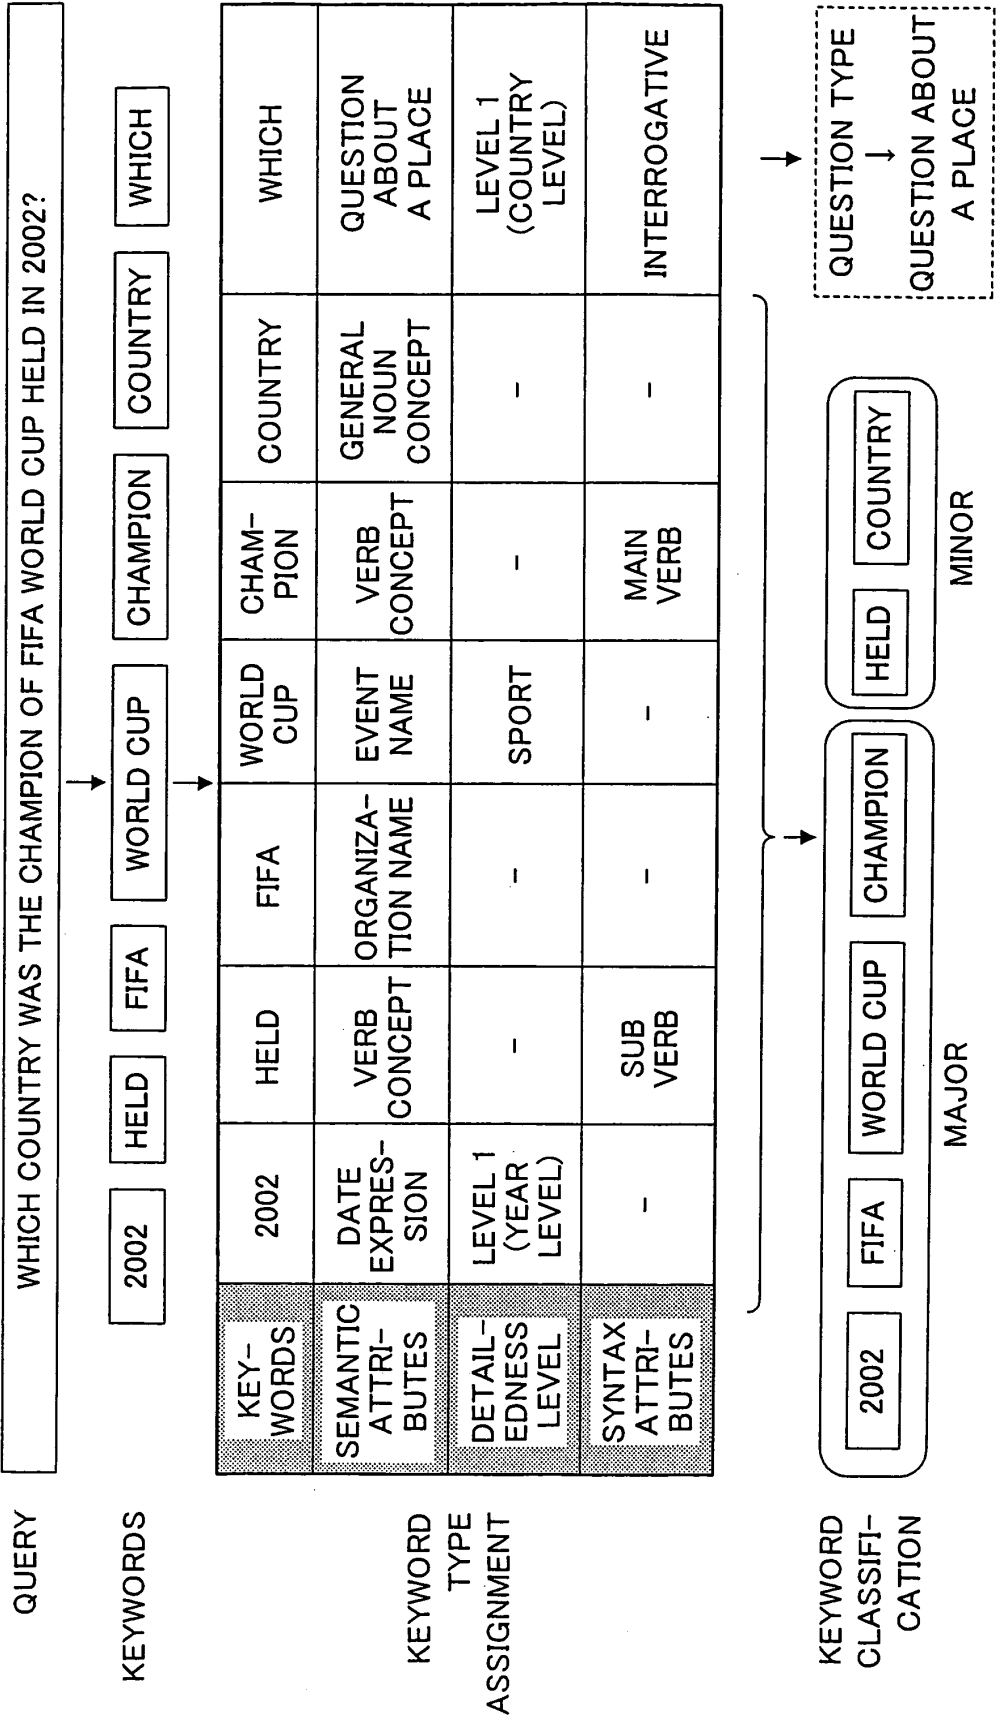 QUERY
WHICH COUNTRY WAS THE CHAMPION OF FIFA WORLD CUP HELD IN 2002?
KEYWORDS
2002
HELD
FIFA
WORLD CUP
CHAMPION
COUNTRY
WHICH
KEYWORD
TYPE
ASSIGNMENT
KEY-
WORDS
2002
HELD
FIFA
WORLD
CUP
CHAM-
PION
COUNTRY
WHICH
SEMANTIC
ATTRI-
BUTES
DATE
EXPRES-
SION
VERB
CONCEPT
ORGANIZA-
TION NAME
EVENT
NAME
VERB
CONCEPT
GENERAL
NOUN
CONCEPT
QUESTION
ABOUT
A PLACE
DETAIL-
EDNESS
LEVEL
LEVEL 1
(YEAR
LEVEL)
-
-
SPORT
-
-
LEVEL 1
(COUNTRY
LEVEL)
SYNTAX
ATTRI-
BUTES
-
SUB
VERB
-
-
MAIN
VERB
-
INTERROGATIVE
KEYWORD
CLASSIFI-
CATION
2002
FIFA
WORLD CUP
CHAMPION
MAJOR
HELD
COUNTRY
MINOR
QUESTION TYPE
→
QUESTION ABOUT
A PLACE